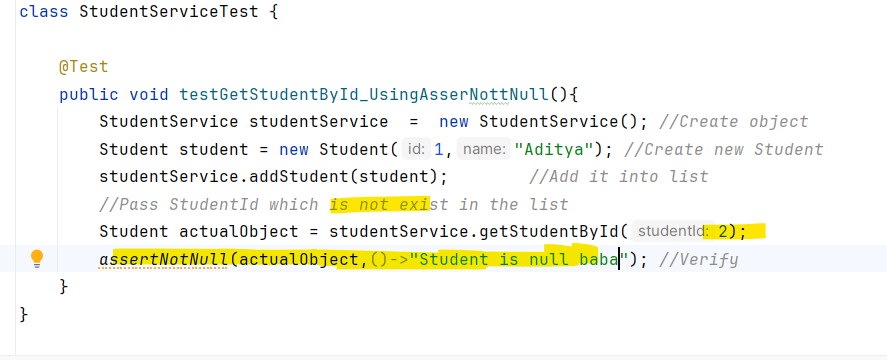 class StudentServiceTest {
@Test
public void testGetStudentById_UsingAsserNottNull(){
StudentService studentService = new StudentService(); //Create object
Student student = new Student( id: 1, name: "Aditya"); //Create new Student
studentService.addStudent(student); //Add it into list
//Pass StudentId which is not exist in the list
Student actualObject = studentService.getStudentById( studentId: 2);
assertNotNull(actualObject,()->"Student is null baba"); //Verify
}
}